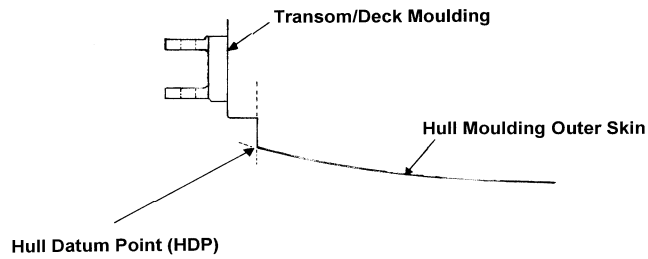 Transom/Deck Moulding
Hull Moulding Outer Skin
Hull Datum Point (HDP)